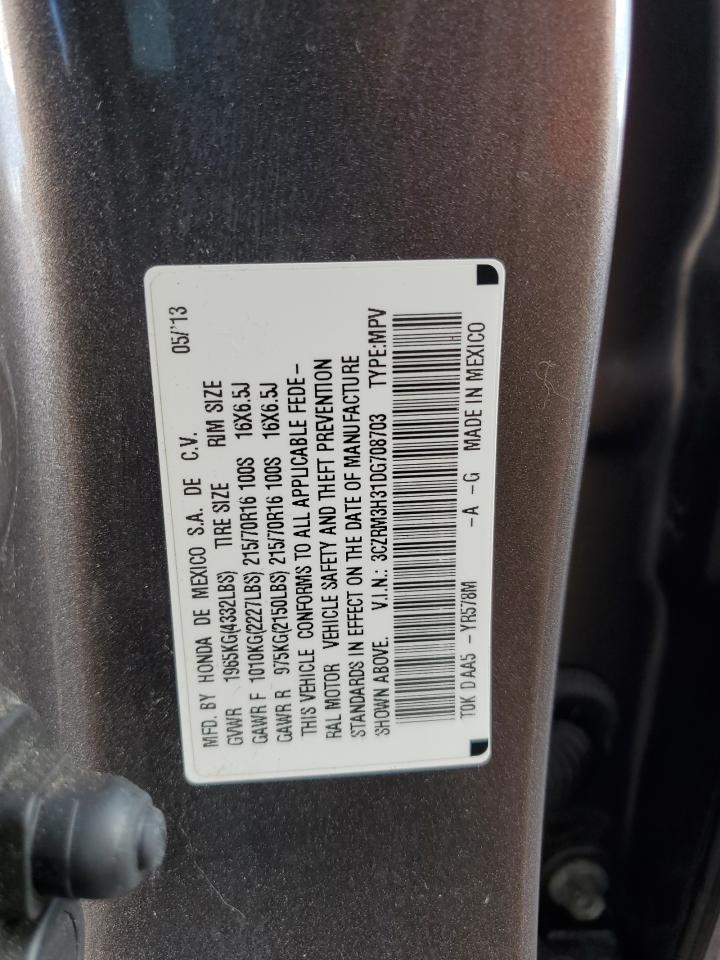 MFD. BY HONDA DE MEXICO S.A. DE C.V. 05/'13
GVWR 1965KG(4332LBS) TIRE SIZE RIM SIZE
GAWR F 1010KG(2227LBS) 215/70R16 100S 16X6.5J
GAWR R 975KG(2150LBS) 215/70R16 100S 16X6.5J
THIS VEHICLE CONFORMS TO ALL APPLICABLE FEDE-
RAL MOTOR VEHICLE SAFETY AND THEFT PREVENTION
STANDARDS IN EFFECT ON THE DATE OF MANUFACTURE
SHOWN ABOVE. V.I.N.: 3CZRM3H31DG708703 TYPE:MPV
T0K DAA5 -YR578M -A -G MADE IN MEXICO